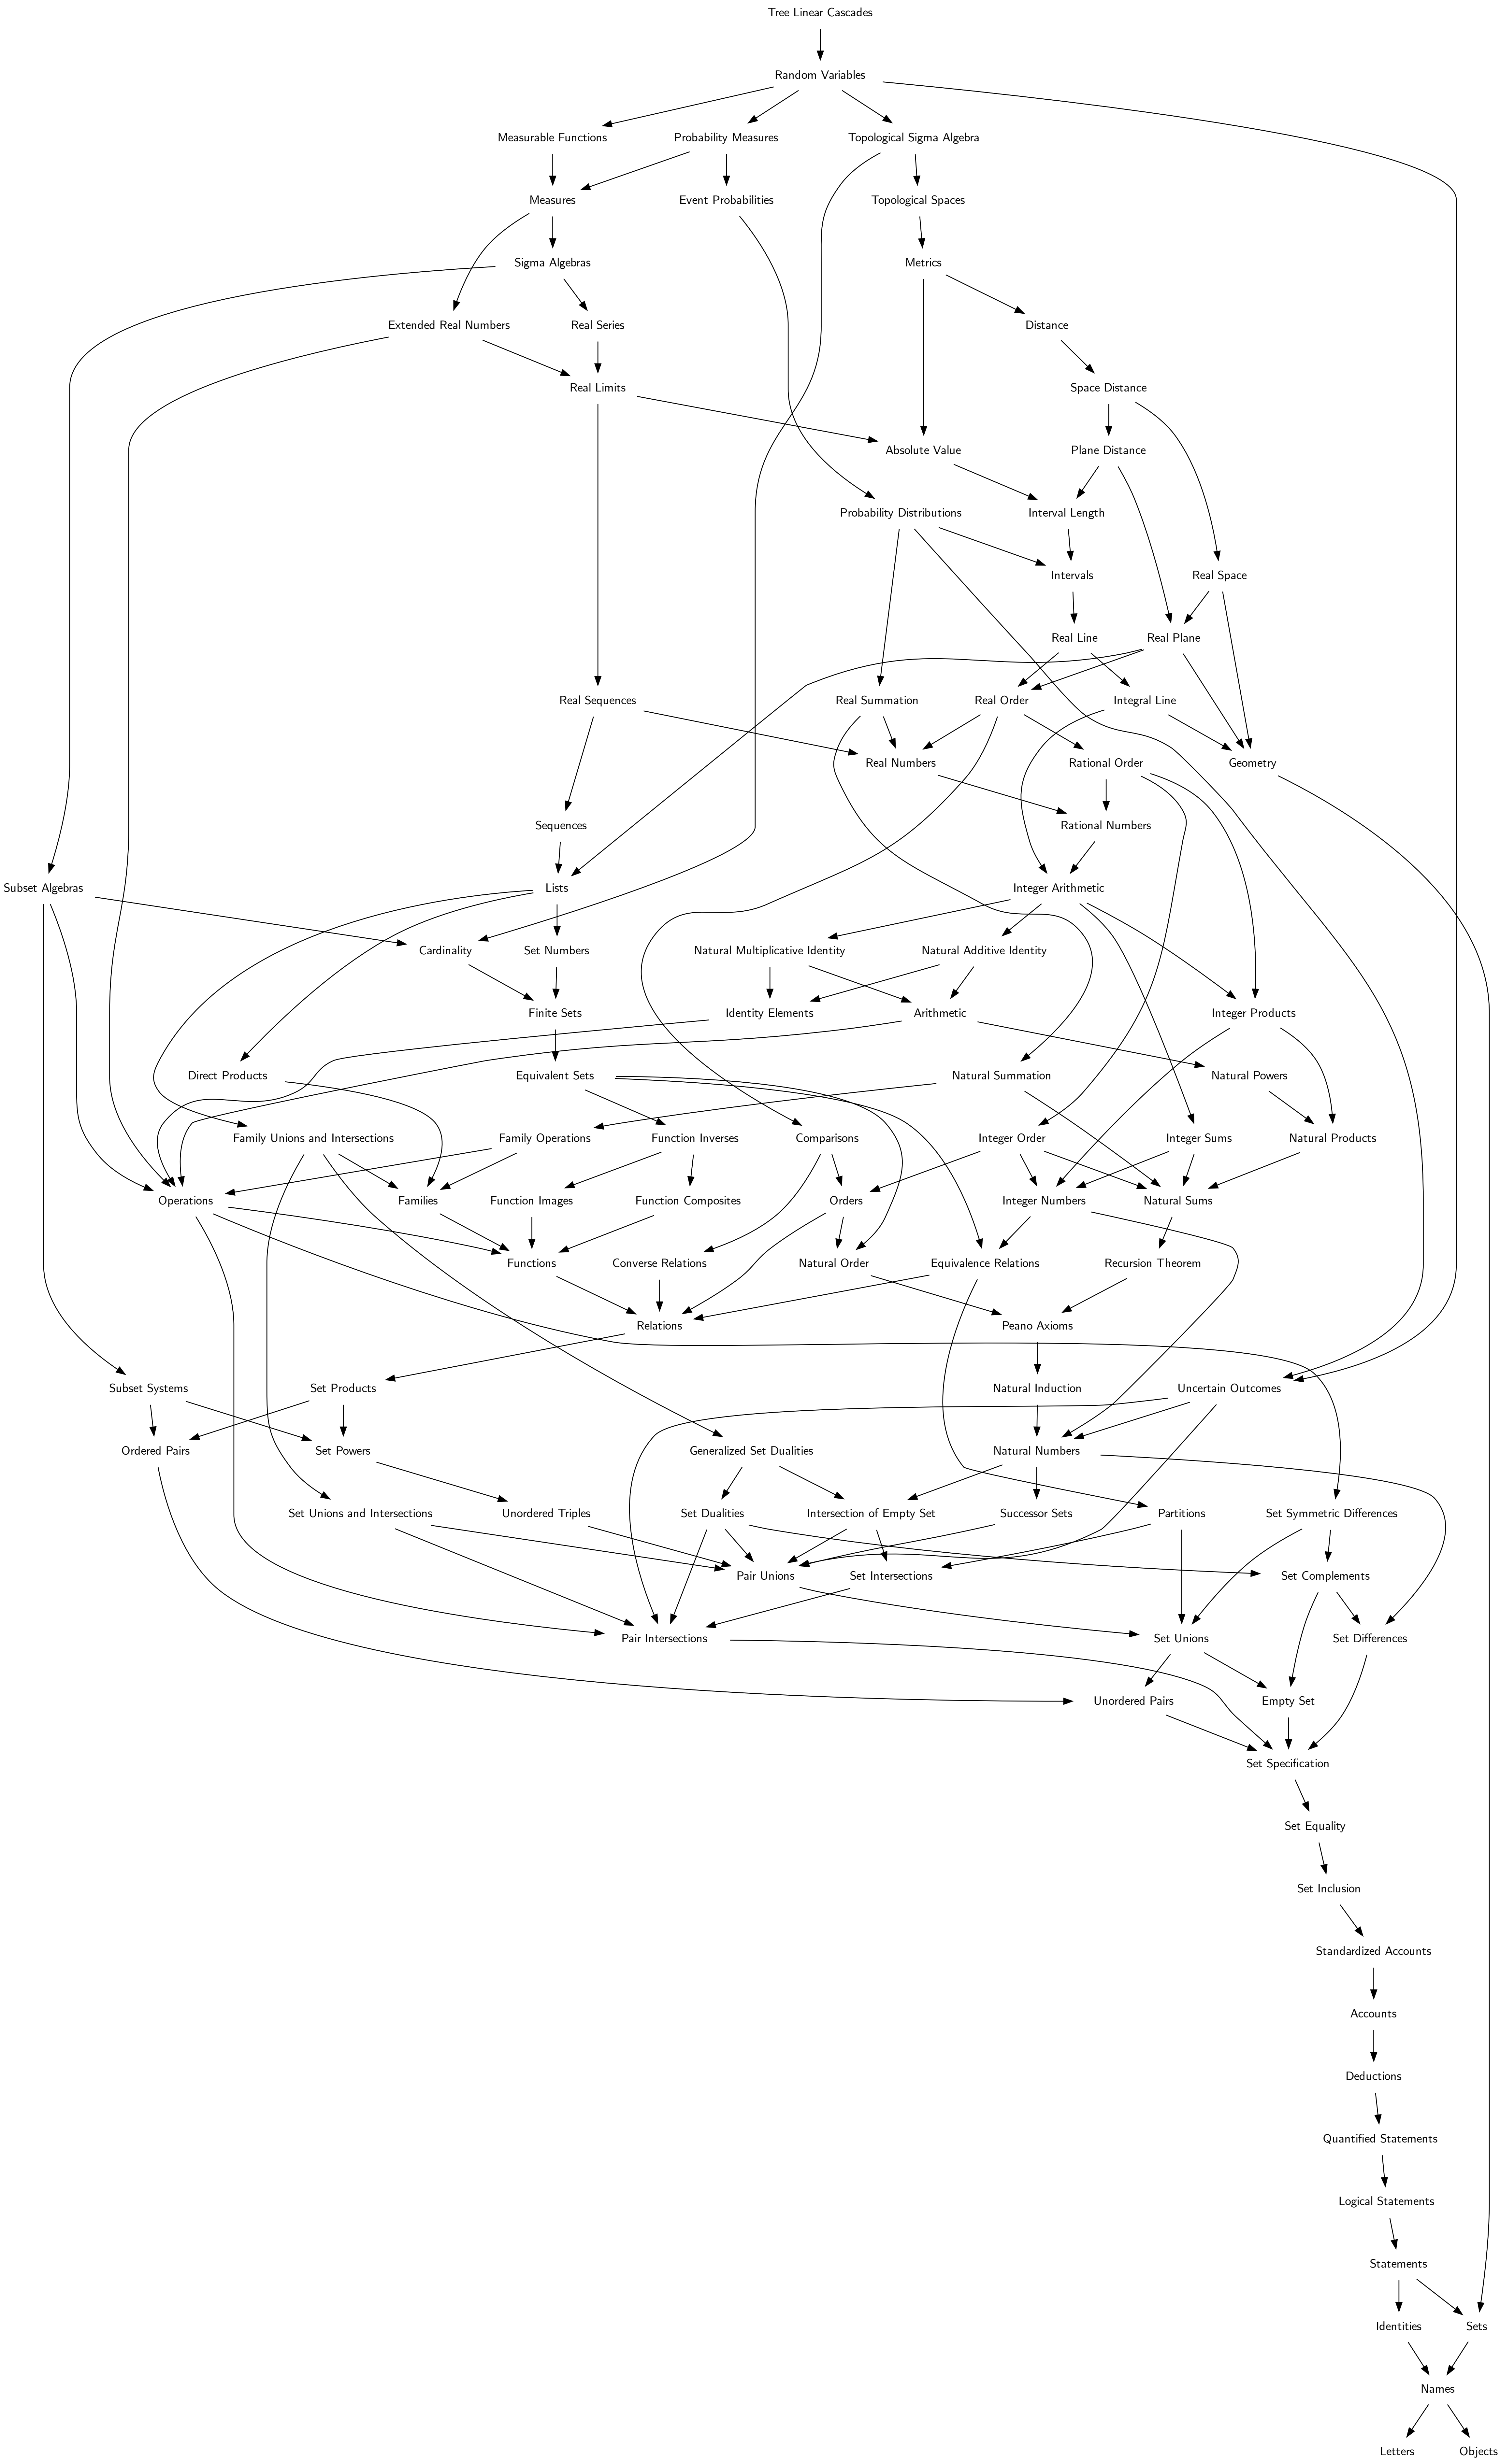 Tree Linear Cascades
Random Variables
Measurable Functions
Probability Measures
Topological Sigma Algebra
Measures
Event Probabilities
Topological Spaces
Sigma Algebras
Metrics
Extended Real Numbers
Real Series
Distance
Real Limits
Space Distance
Absolute Value
Plane Distance
Probability Distributions
Interval Length
Intervals
Real Space
Real Line
Real Plane
Real Sequences
Real Summation
Real Order
Integral Line
Real Numbers
Rational Order
Geometry
Sequences
Rational Numbers
Subset Algebras
Lists
Integer Arithmetic
Cardinality
Set Numbers
Natural Multiplicative Identity
Natural Additive Identity
Finite Sets
Identity Elements
Arithmetic
Integer Products
Direct Products
Equivalent Sets
Natural Summation
Natural Powers
Family Unions and Intersections
Family Operations
Function Inverses
Comparisons
Integer Order
Integer Sums
Natural Products
Operations
Families
Function Images
Function Composites
Orders
Integer Numbers
Natural Sums
Functions
Converse Relations
Natural Order
Equivalence Relations
Recursion Theorem
Relations
Peano Axioms
Subset Systems
Set Products
Natural Induction
Uncertain Outcomes
Ordered Pairs
Set Powers
Generalized Set Dualities
Natural Numbers
Set Unions and Intersections
Unordered Triples
Set Dualities
Intersection of Empty Set
Successor Sets
Partitions
Set Symmetric Differences
Pair Unions
Set Intersections
Set Complements
Pair Intersections
Set Unions
Set Differences
Unordered Pairs
Empty Set
Set Specification
Set Equality
Set Inclusion
Standardized Accounts
Accounts
Deductions
Quantified Statements
Logical Statements
Statements
Identities
Sets
Names
Letters
Objects